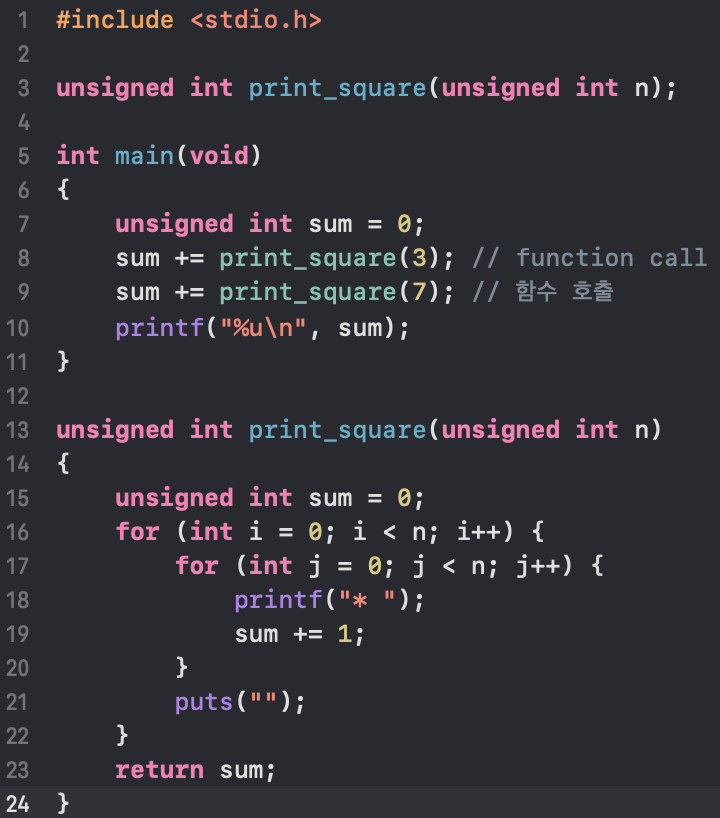 1 #include <stdio.h>
2
3 unsigned int print_square(unsigned int n);
4
5 int main(void)
6 {
7     unsigned int sum = 0;
8     sum += print_square(3); // function call
9     sum += print_square(7); // 함수 호출
10     printf("%u\n", sum);
11 }
12
13 unsigned int print_square(unsigned int n)
14 {
15     unsigned int sum = 0;
16     for (int i = 0; i < n; i++) {
17         for (int j = 0; j < n; j++) {
18             printf("* ");
19             sum += 1;
20         }
21         puts("");
22     }
23     return sum;
24 }